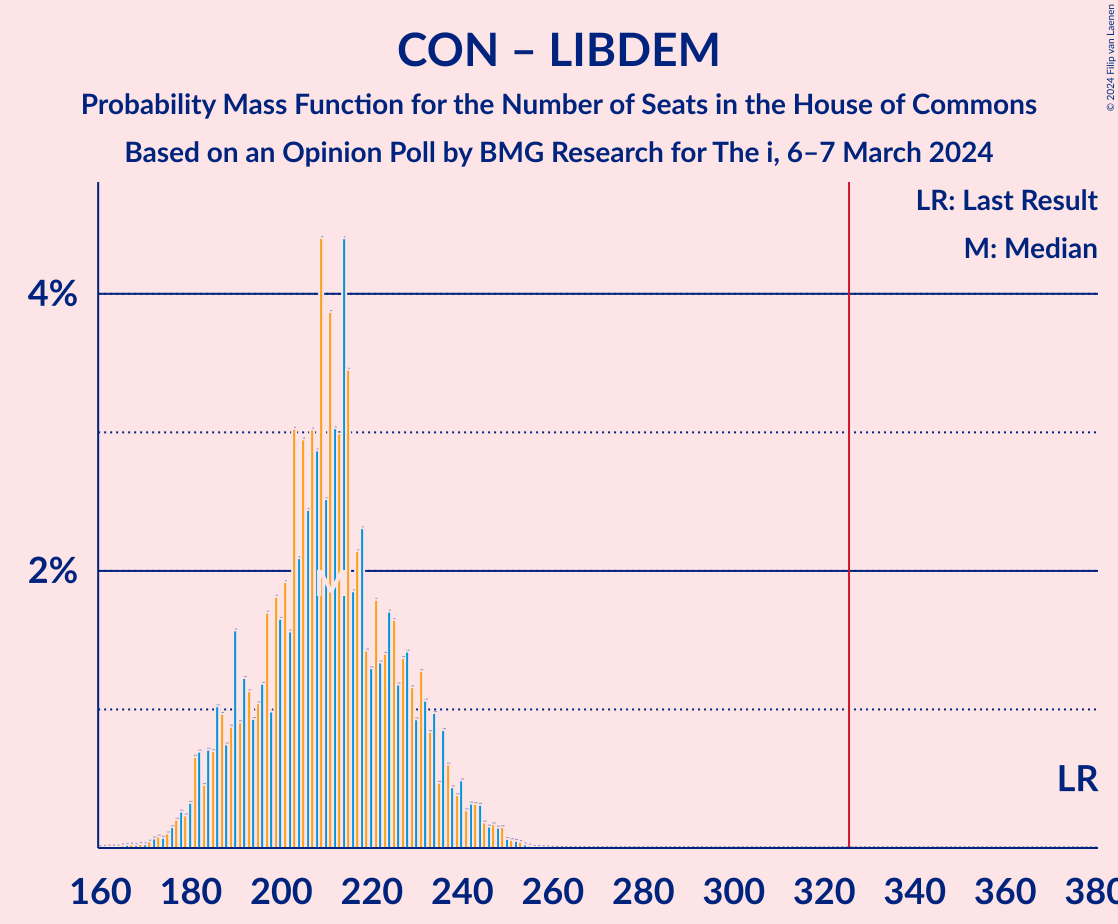 CON – LIBDEM
Probability Mass Function for the Number of Seats in the House of Commons
Based on an Opinion Poll by BMG Research for The i, 6–7 March 2024
© 2024 Filip van Laenen
LR: Last Result
M: Median
4%
2%
M
LR
160 180 200 220 240 260 280 300 320 340 360 380